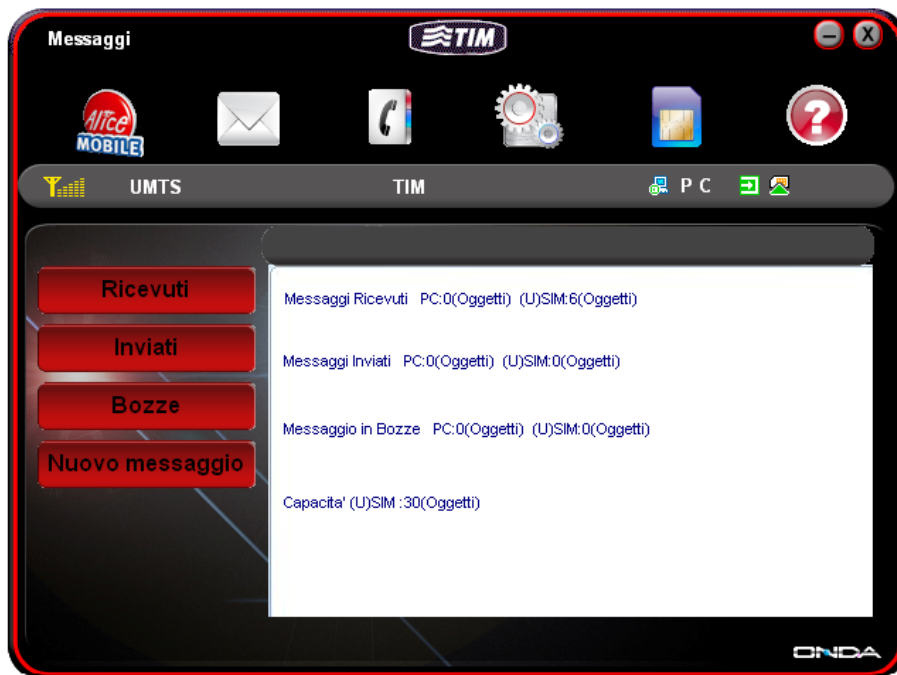 Messaggi
TIM
X
Alice
MOBILE
?
UMTS
TIM
PC
Ricevuti
Inviati
Bozze
Nuovo messaggio
Messaggi Ricevuti PC:0(Oggetti) (U)SIM:6(Oggetti)
Messaggi Inviati PC:0(Oggetti) (U)SIM:0(Oggetti)
Messaggio in Bozze PC:0(Oggetti) (U)SIM:0(Oggetti)
Capacita' (U)SIM :30(Oggetti)
ONDA